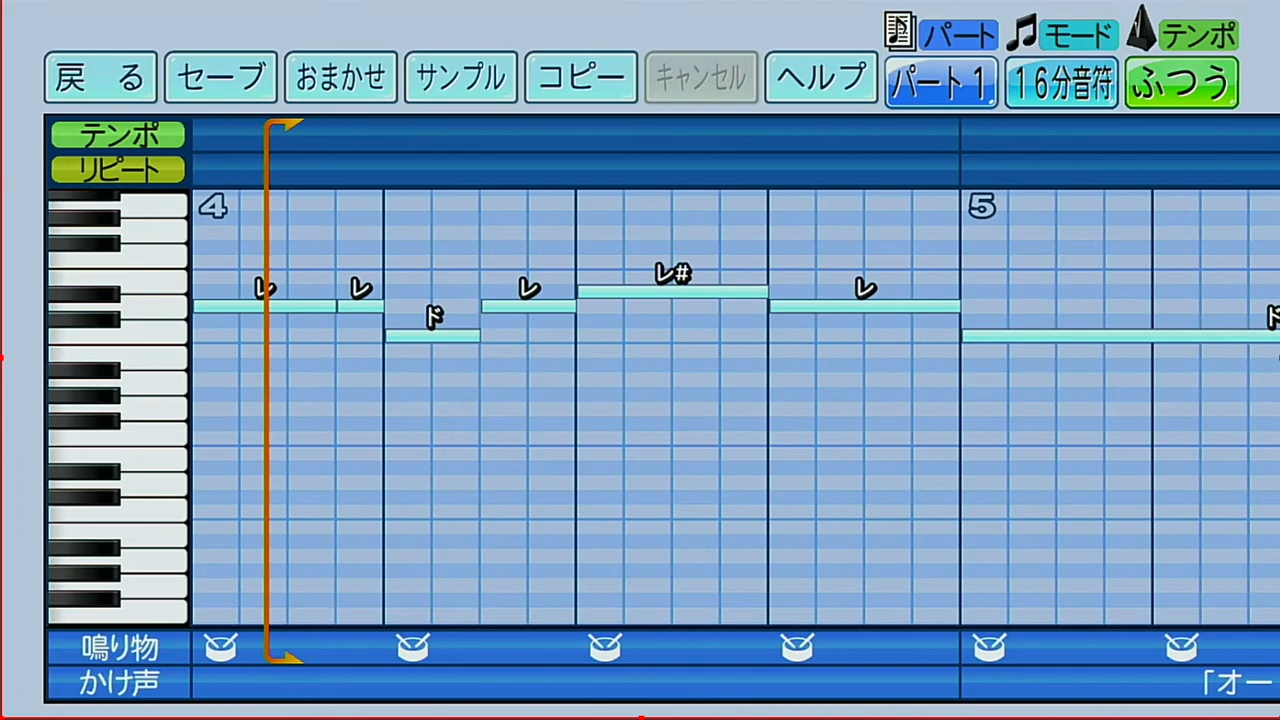 パート モード テンポ
戻る セーブ おまかせ サンプル コピー キャンセル ヘルプ パート1 16分音符 ふつう
テンポ
リピート
4 5
レ# 
レ レ レ レ
ド ド
鳴り物
かけ声 「オー